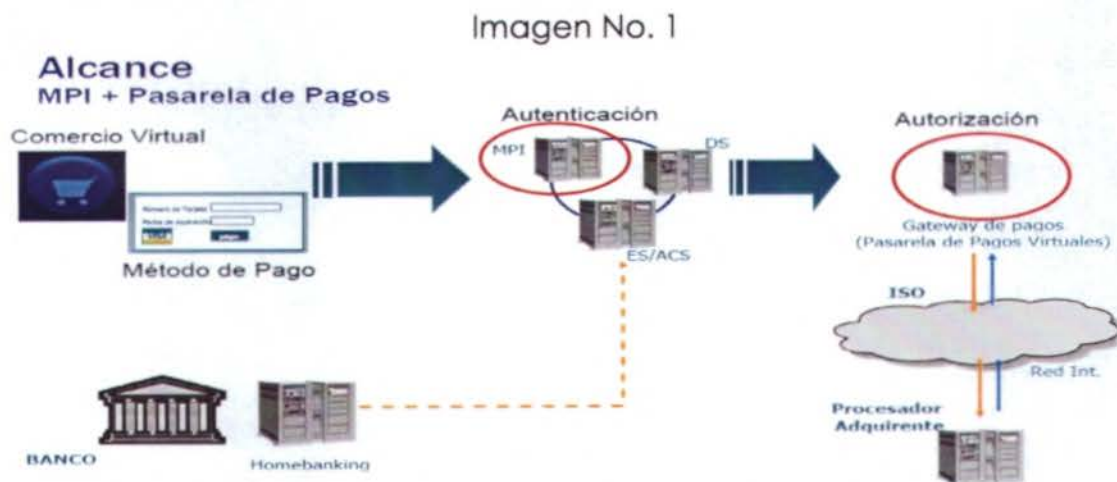 Imagen No. 1
Alcance
MPI + Pasarela de Pagos
Comercio Virtual
Método de Pago
Autenticación
MPI
DS
ES/ACS
Autorización
Gateway de pagos
(Pasarela de Pagos Virtuales)
ISO
Red Int.
Procesador
Adquirente
BANCO
Homebanking